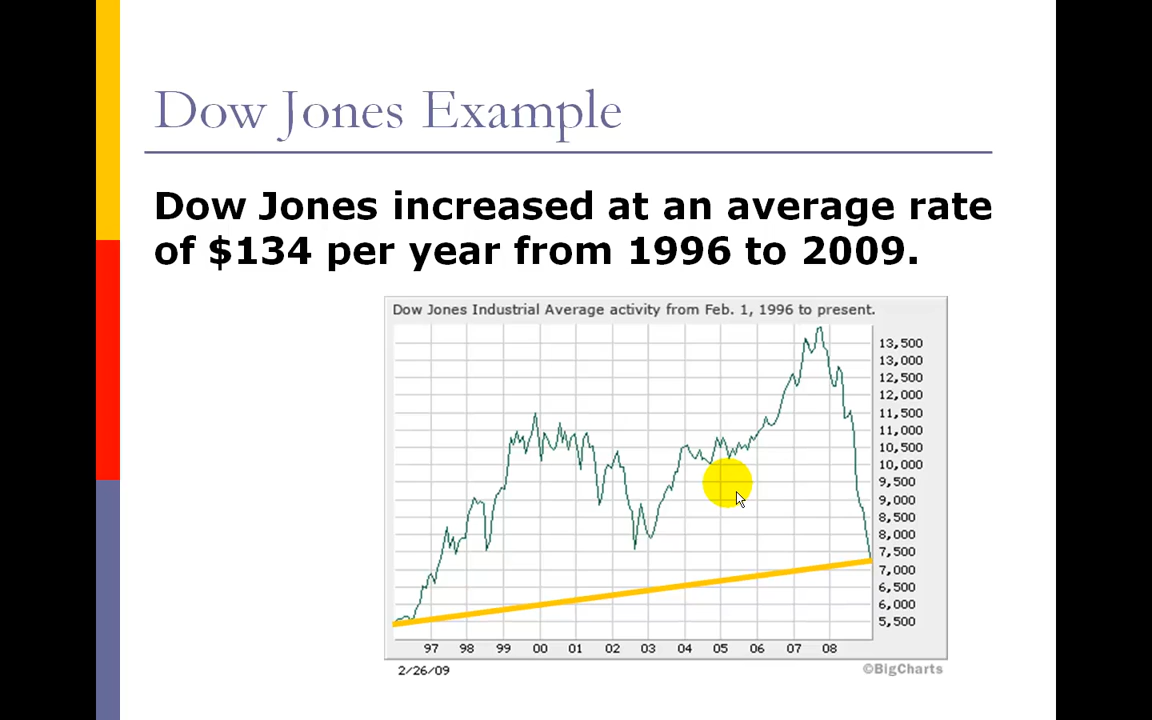 Dow Jones Example
Dow Jones increased at an average rate
of $134 per year from 1996 to 2009.
Dow Jones Industrial Average activity from Feb. 1, 1996 to present.
13,500
13,000
12,500
12,000
11,500
11,000
10,500
10,000
9,500
9,000
8,500
8,000
7,500
7,000
6,500
6,000
5,500
97 98 99 00 01 02 03 04 05 06 07 08
2/26/09 ©BigCharts